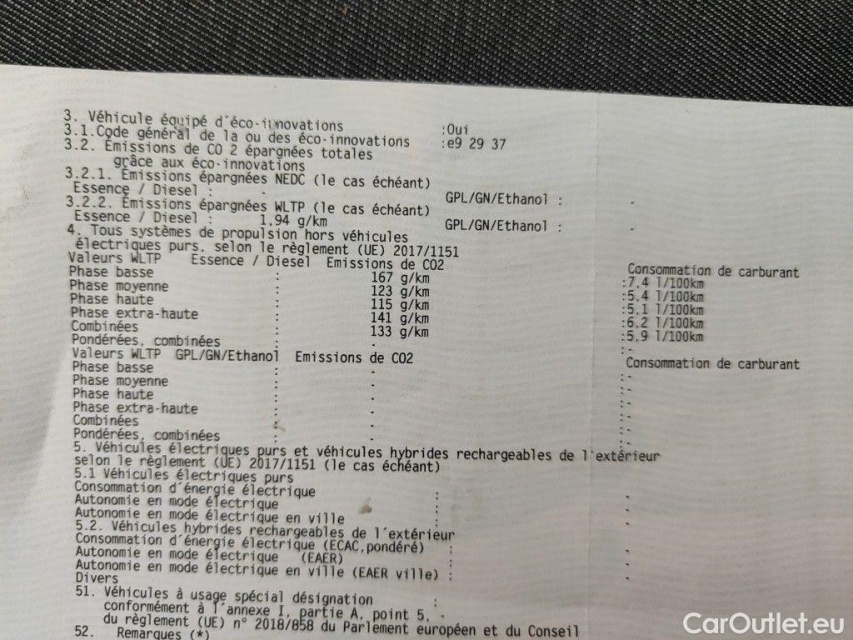 3. Véhicule équipé d'éco-innovations :Oui
3.1.Code général de la ou des éco-innovations :e9 29 37
3.2. Émissions de CO 2 épargnées totales
grâce aux éco-innovations
3.2.1. Émissions épargnées NEDC (le cas échéant)
Essence / Diesel : - GPL/GN/Ethanol : -
3.2.2. Émissions épargnées WLTP (le cas échéant)
Essence / Diesel : 1,94 g/km GPL/GN/Ethanol : -
4. Tous systèmes de propulsion hors véhicules
électriques purs, selon le règlement (UE) 2017/1151
Valeurs WLTP Essence / Diesel Emissions de CO2 Consommation de carburant
Phase basse : 167 g/km :7.4 l/100km
Phase moyenne : 123 g/km :5.4 l/100km
Phase haute : 115 g/km :5.1 l/100km
Phase extra-haute : 141 g/km :6.2 l/100km
Combinées : 133 g/km :5.9 l/100km
Pondérées, combinées : - :-
Valeurs WLTP GPL/GN/Ethanol Emissions de CO2 Consommation de carburant
Phase basse : - :-
Phase moyenne : - :-
Phase haute : - :-
Phase extra-haute : - :-
Combinées : - :-
Pondérées, combinées : - :-
5. Véhicules électriques purs et véhicules hybrides rechargeables de l'extérieur
selon le règlement (UE) 2017/1151 (le cas échéant)
5.1 Véhicules électriques purs
Consommation d'énergie électrique : -
Autonomie en mode électrique : -
Autonomie en mode électrique en ville : -
5.2. Véhicules hybrides rechargeables de l'extérieur
Consommation d'énergie électrique (ECAC,pondéré) : -
Autonomie en mode électrique (EAER) : -
Autonomie en mode électrique en ville (EAER ville) : -
Divers
51. Véhicules à usage spécial désignation
conformément à l'annexe I, partie A, point 5, -
du règlement (UE) n° 2018/858 du Parlement européen et du Conseil
52. Remarques (*)
CarOutlet.eu